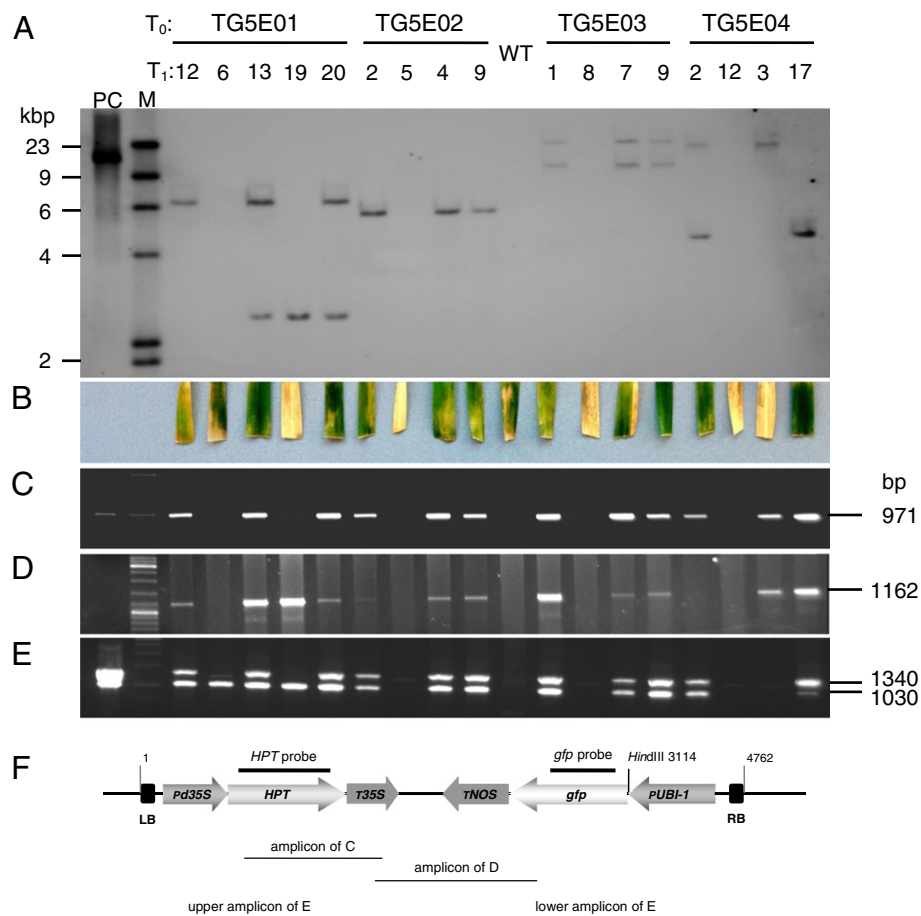 A
T0: TG5E01 TG5E02 WT TG5E03 TG5E04
T1: 12 6 13 19 20 2 5 4 9 1 8 7 9 2 12 3 17
PC M
kbp
23
9
6
4
2
B
C bp
971
D
1162
E
1340
1030
F
1 HPT probe gfp probe HindIII 3114 4762
Pd35S HPT T35S TNOS gfp PUBI-1
LB RB
amplicon of C
amplicon of D
upper amplicon of E lower amplicon of E